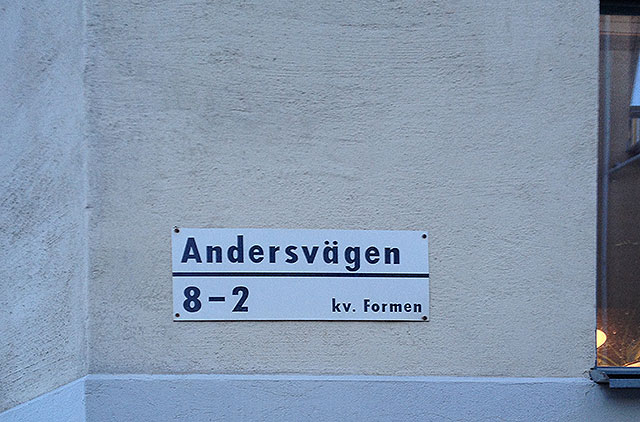 Andersvägen
8-2 kv. Formen